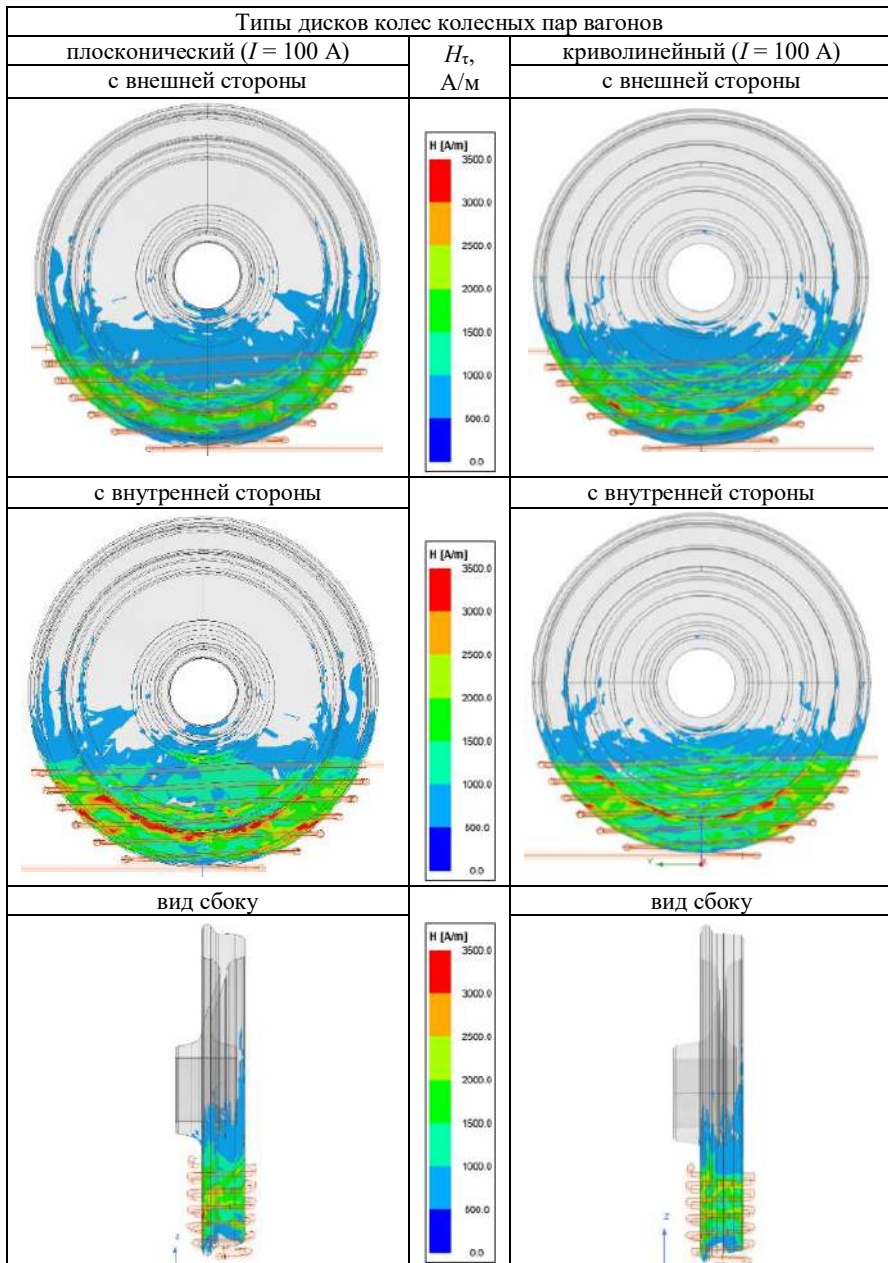 Типы дисков колес колесных пар вагонов
плосконический (I = 100 А)
Hτ,
А/м
криволинейный (I = 100 А)
с внешней стороны
с внешней стороны
H [A/m]
3500.0
3000.0
2500.0
2000.0
1500.0
1000.0
500.0
0.0
с внутренней стороны
с внутренней стороны
H [A/m]
3500.0
3000.0
2500.0
2000.0
1500.0
1000.0
500.0
0.0
Y
X
вид сбоку
вид сбоку
H [A/m]
3500.0
3000.0
2500.0
2000.0
1500.0
1000.0
500.0
0.0
Z
Z